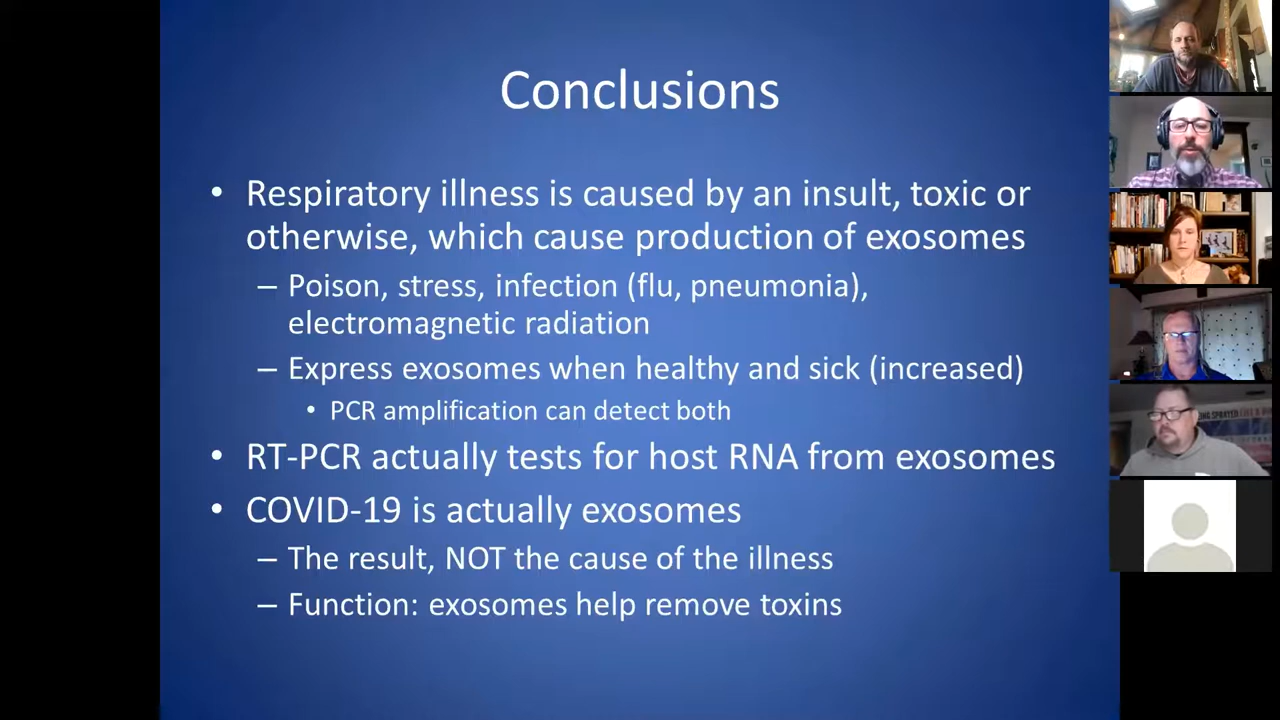 Conclusions
• Respiratory illness is caused by an insult, toxic or
otherwise, which cause production of exosomes
– Poison, stress, infection (flu, pneumonia),
electromagnetic radiation
– Express exosomes when healthy and sick (increased)
• PCR amplification can detect both
• RT-PCR actually tests for host RNA from exosomes
• COVID-19 is actually exosomes
– The result, NOT the cause of the illness
– Function: exosomes help remove toxins
SPRAYED